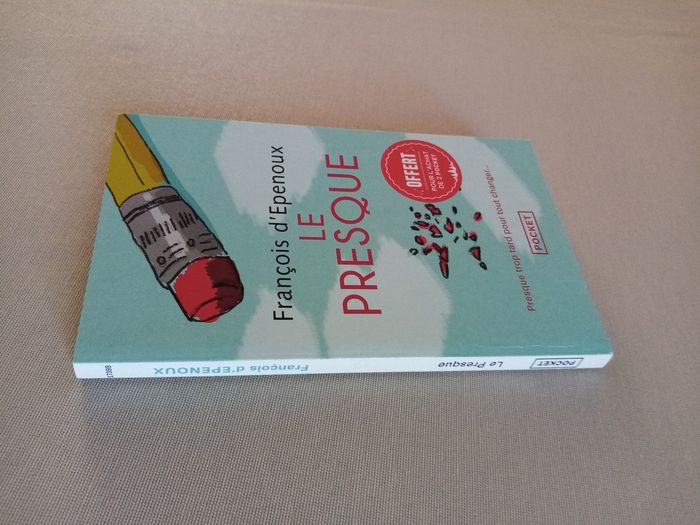 François d'Epenoux
LE
PRESQUE
OFFERT
POUR L'ACHAT
DE 2 POCKET
Presque trop tard pour tout changer...
POCKET
François d'EPENOUX
Le Presque
POCKET